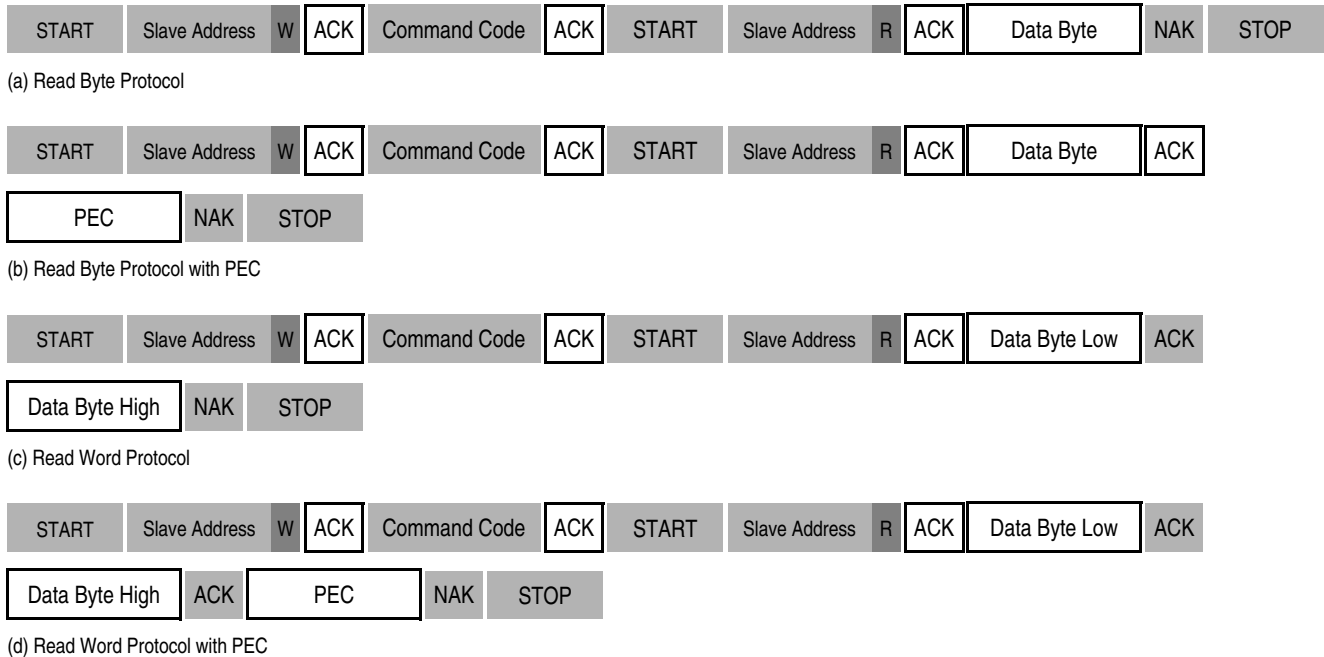 START Slave Address W ACK Command Code ACK START Slave Address R ACK Data Byte NAK STOP
(a) Read Byte Protocol
START Slave Address W ACK Command Code ACK START Slave Address R ACK Data Byte ACK
PEC NAK STOP
(b) Read Byte Protocol with PEC
START Slave Address W ACK Command Code ACK START Slave Address R ACK Data Byte Low ACK
Data Byte High NAK STOP
(c) Read Word Protocol
START Slave Address W ACK Command Code ACK START Slave Address R ACK Data Byte Low ACK
Data Byte High ACK PEC NAK STOP
(d) Read Word Protocol with PEC